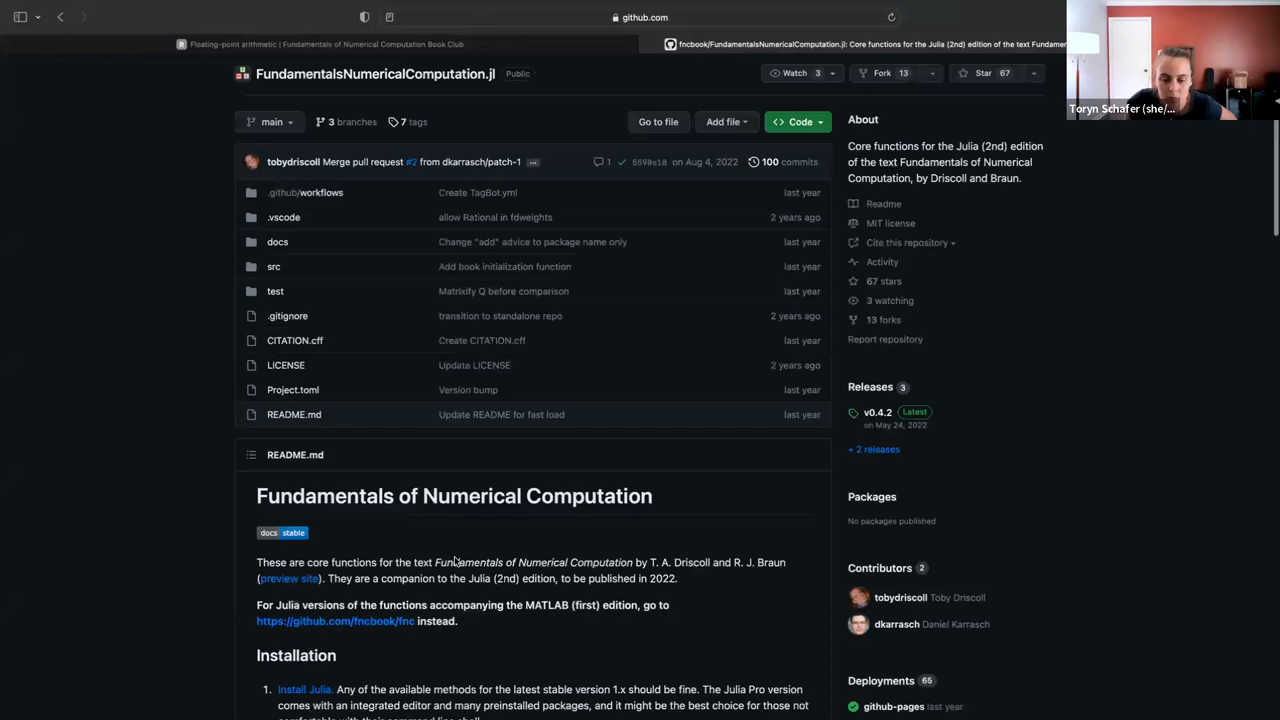 github.com
Floating-point arithmetic | Fundamentals of Numerical Computation Book Club
fncbook/FundamentalsNumericalComputation.jl: Core functions for the Julia (2nd) edition of the text Fundamen
Toryn Schafer (she/...
FundamentalsNumericalComputation.jl Public
Watch 3 Fork 13 Star 67
main 3 branches 7 tags Go to file Add file Code
tobydriscoll Merge pull request #2 from dkarrasch/patch-1 ... 1 5590e18 on Aug 4, 2022 100 commits
.github/workflows Create TagBot.yml last year
.vscode allow Rational in fdweights 2 years ago
docs Change "add" advice to package name only last year
src Add book initialization function last year
test Matrixify Q before comparison last year
.gitignore transition to standalone repo 2 years ago
CITATION.cff Create CITATION.cff last year
LICENSE Update LICENSE 2 years ago
Project.toml Version bump last year
README.md Update README for fast load last year
README.md
Fundamentals of Numerical Computation
docs stable
These are core functions for the text Fundamentals of Numerical Computation by T. A. Driscoll and R. J. Braun
(preview site). They are a companion to the Julia (2nd) edition, to be published in 2022.
For Julia versions of the functions accompanying the MATLAB (first) edition, go to
https://github.com/fncbook/fnc instead.
Installation
1. Install Julia. Any of the available methods for the latest stable version 1.x should be fine. The Julia Pro version
comes with an integrated editor and many preinstalled packages, and it might be the best choice for those not
comfortable with their command line shell.
About
Core functions for the Julia (2nd) edition
of the text Fundamentals of Numerical
Computation, by Driscoll and Braun.
Readme
MIT license
Cite this repository
Activity
67 stars
3 watching
13 forks
Report repository
Releases 3
v0.4.2 Latest
on May 24, 2022
+ 2 releases
Packages
No packages published
Contributors 2
tobydriscoll Toby Driscoll
dkarrasch Daniel Karrasch
Deployments 65
github-pages last year